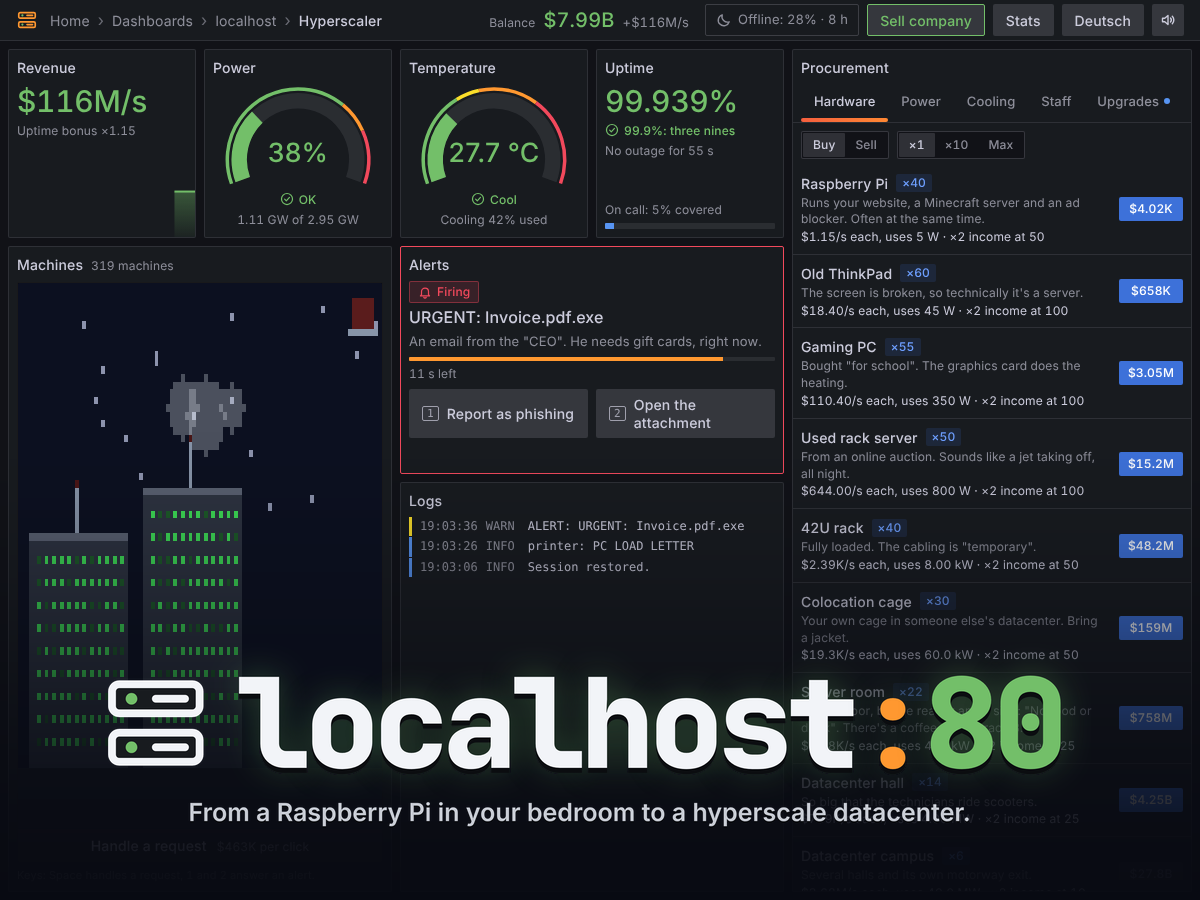 Home › Dashboards › localhost › Hyperscaler
Balance $7.99B +$116M/s
Offline: 28% · 8 h
Sell company
Stats
Deutsch
Revenue
$116M/s
Uptime bonus ×1.15
Power
38%
OK
1.11 GW of 2.95 GW
Temperature
27.7 °C
Cool
Cooling 42% used
Uptime
99.939%
99.9%: three nines
No outage for 55 s
On call: 5% covered
Machines 319 machines
Alerts
Firing
URGENT: Invoice.pdf.exe
An email from the "CEO". He needs gift cards, right now.
11 s left
1 Report as phishing
2 Open the
attachment
Logs
19:03:36 WARN ALERT: URGENT: Invoice.pdf.exe
19:03:26 INFO printer: PC LOAD LETTER
19:03:06 INFO Session restored.
Procurement
Hardware Power Cooling Staff Upgrades
Buy Sell ×1 ×10 Max
Raspberry Pi ×40
Runs your website, a Minecraft server and an ad
blocker. Often at the same time.
$1.15/s each, uses 5 W · ×2 income at 50
$4.02K
Old ThinkPad ×60
The screen is broken, so technically it's a server.
$18.40/s each, uses 45 W · ×2 income at 100
$658K
Gaming PC ×55
Bought "for school". The graphics card does the
heating.
$110.40/s each, uses 350 W · ×2 income at 100
$3.05M
Used rack server ×50
From an online auction. Sounds like a jet taking off,
all night.
$644.00/s each, uses 800 W · ×2 income at 100
$15.2M
42U rack ×40
Fully loaded. The cabling is "temporary".
$2.39K/s each, uses 8.00 kW · ×2 income at 50
$48.2M
Colocation cage ×30
Your own cage in someone else's datacenter. Bring
a jacket.
$19.3K/s each, uses 60.0 kW · ×2 income at 50
$159M
Server room ×22
$758M
Datacenter hall ×14
So big that the technicians ride scooters.
$4.25B
Datacenter campus
localhost:80
From a Raspberry Pi in your bedroom to a hyperscale datacenter.
Handle a request $463K per click